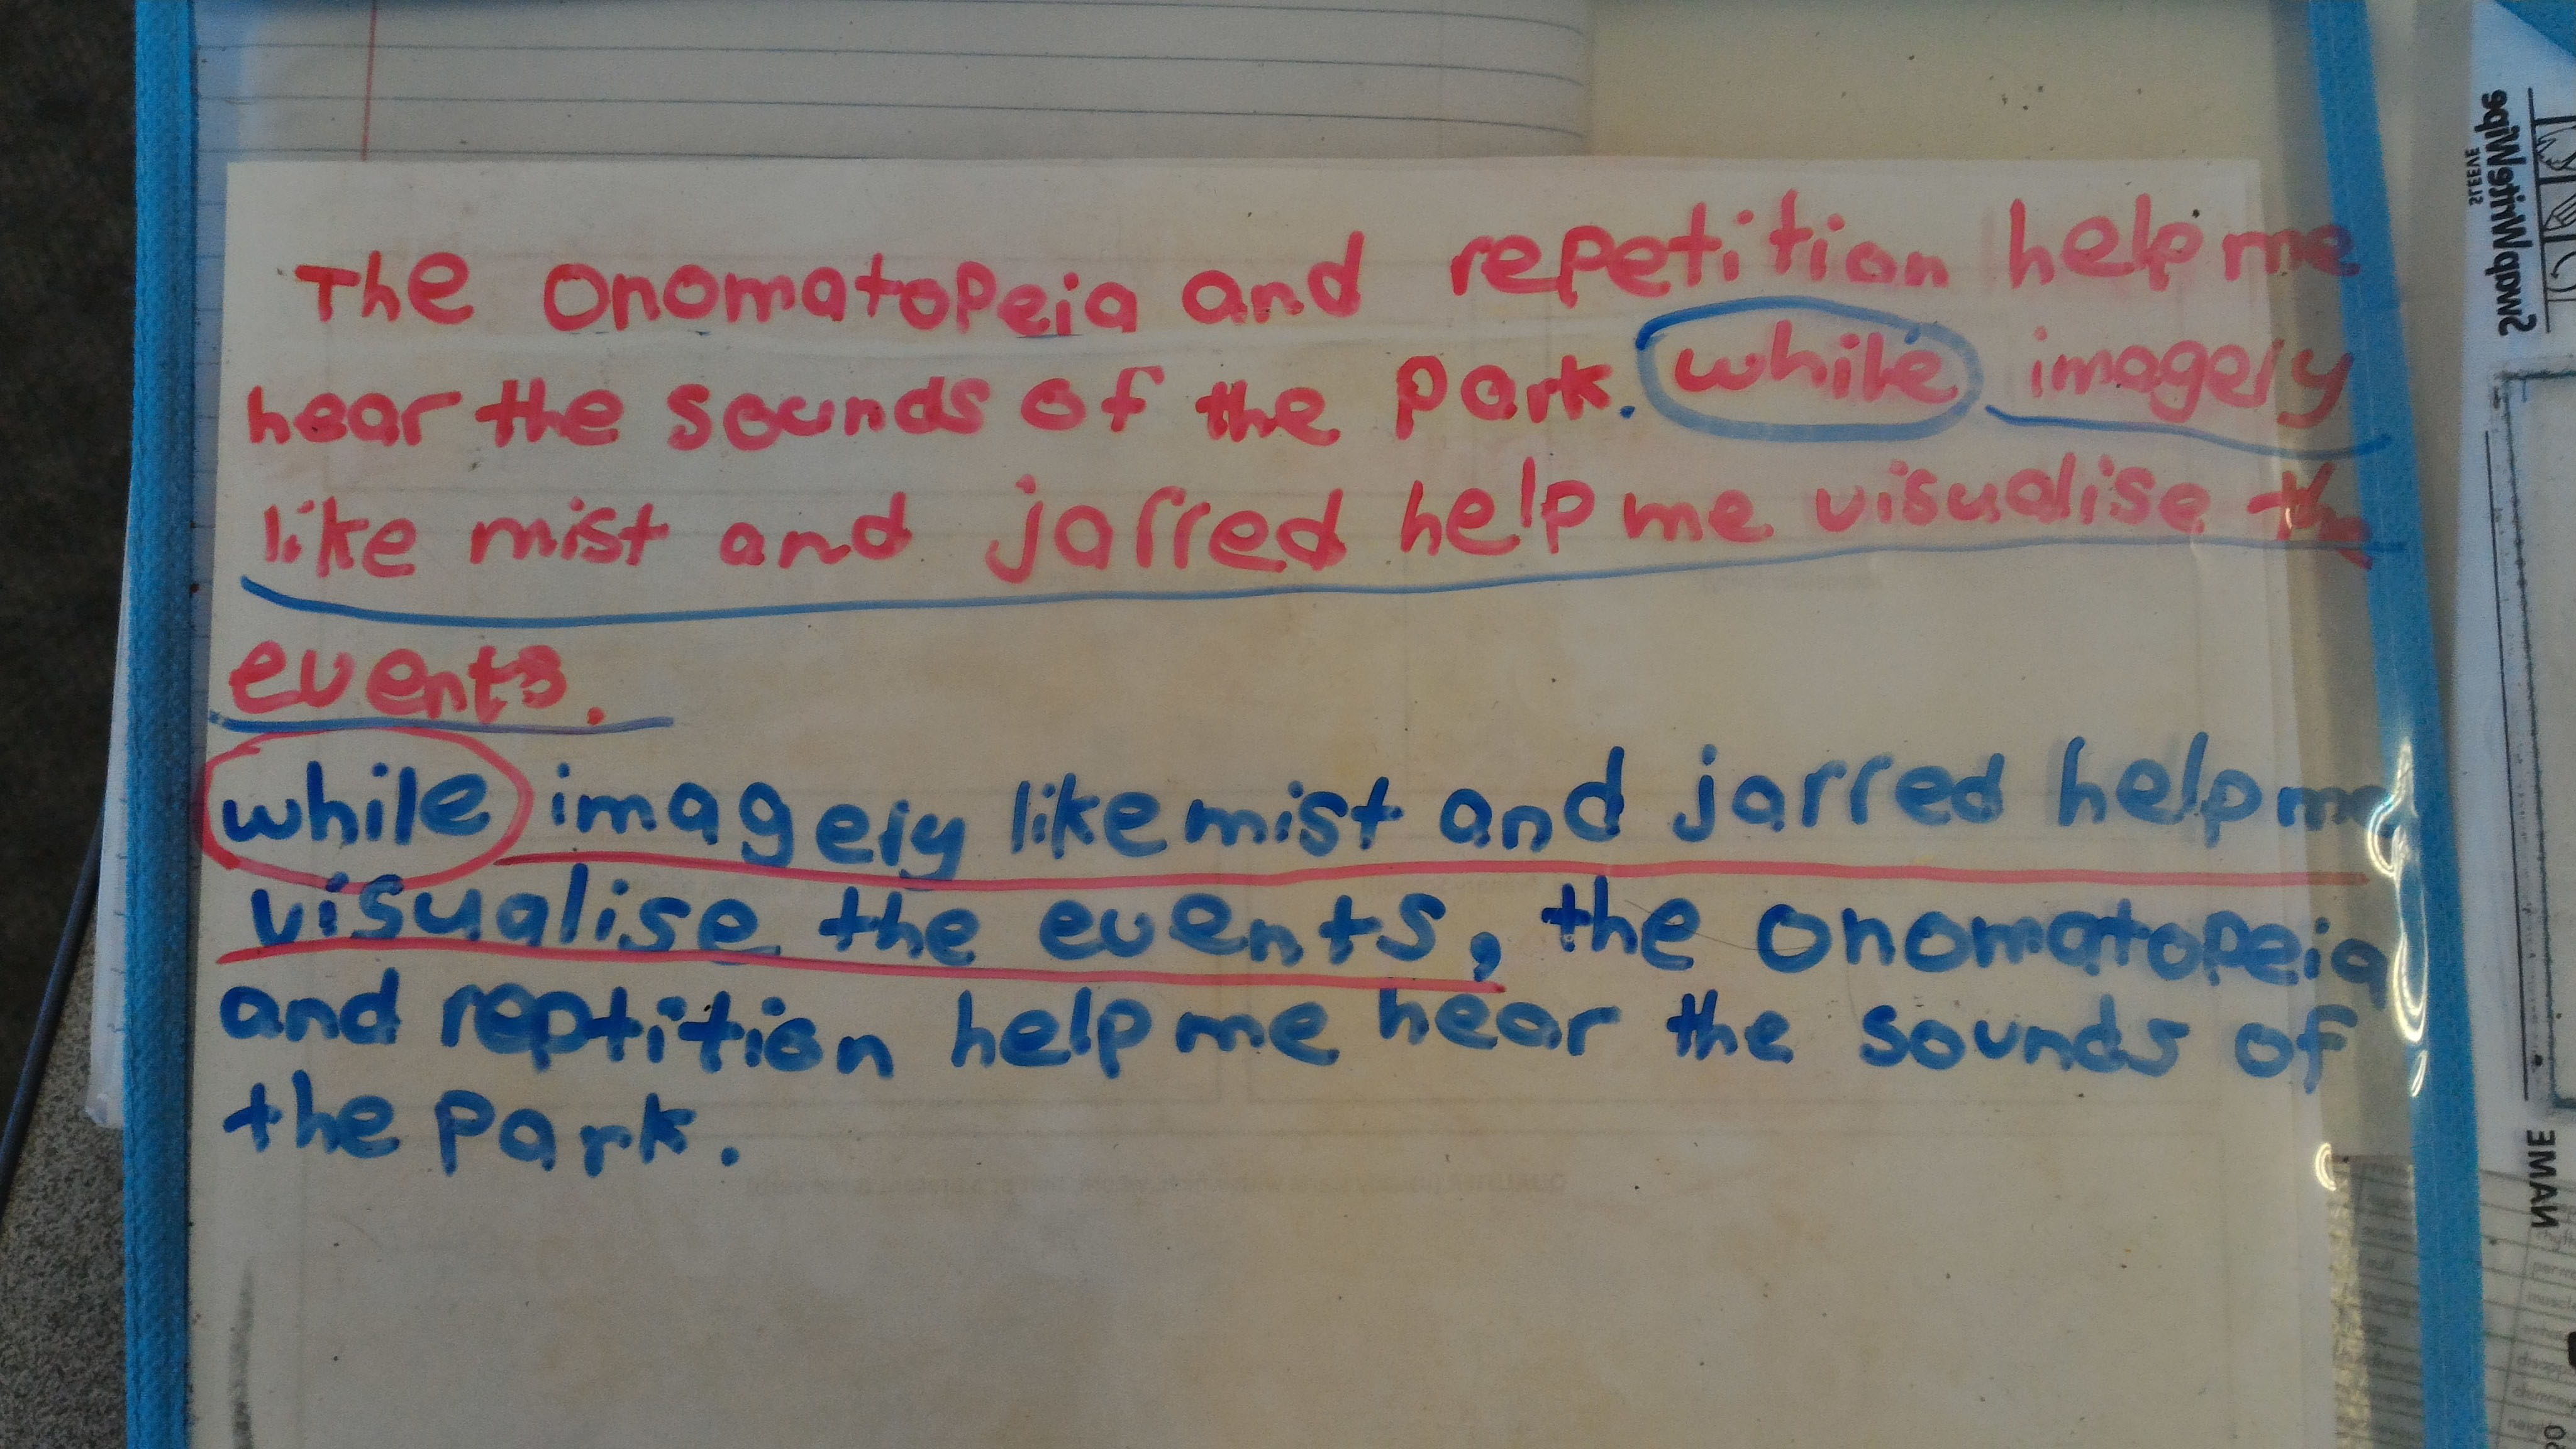 The onomatopeia and repetition help me
hear the sounds of the park. while imagery
like mist and jarred help me visualise the
events.
while imagery like mist and jarred help me
visualise the events, the onomatopeia
and reptition help me hear the sounds of
the park.
NAME